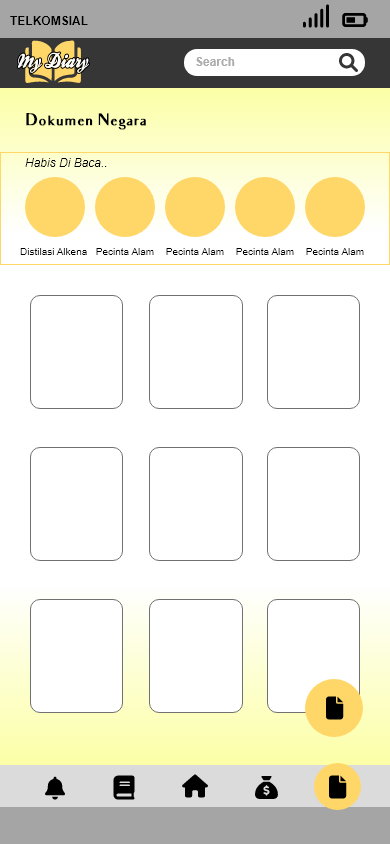 TELKOMSIAL
My Diary
Search
Dokumen Negara
Habis Di Baca..
Distilasi Alkena Pecinta Alam Pecinta Alam Pecinta Alam Pecinta Alam
$